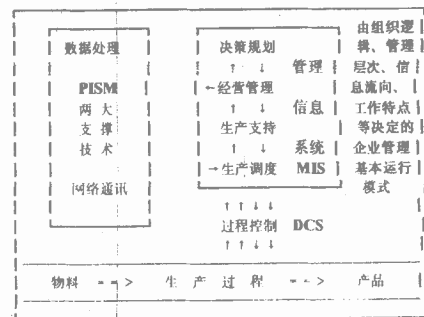 数据处理
PISM
两大
支撑
技术
网络通讯
决策规划
↑ ↓ 管理
←经营管理
↑ ↓ 信息
生产支持
↑ ↓ 系统
→生产调度 MIS
↑ ↑ ↓ ↓
过程控制 DCS
↑ ↑ ↓ ↓
由组织逻
辑、管理
层次、信
息流向、
工作特点
等决定的
企业管理
基本运行
模式
物料 ==> 生产过程 ==> 产品